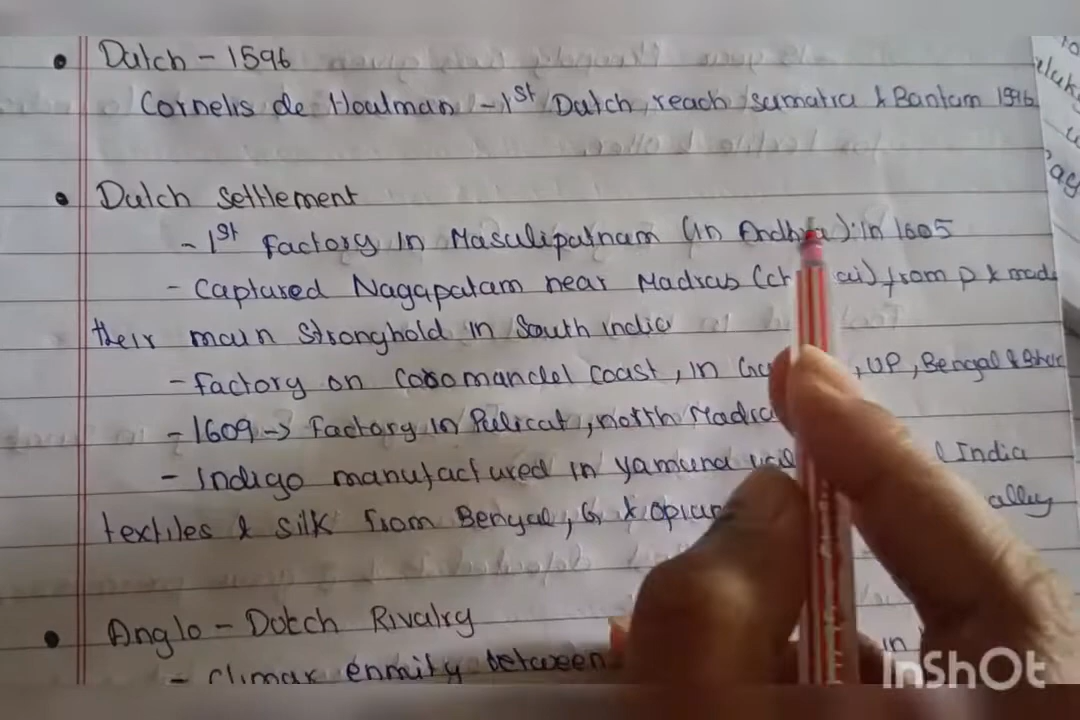 • Dutch - 1596
Cornelis de Houtman - 1st Dutch reach Sumatra & Bantam 1596
• Dutch Settlement
- 1st factory in Masulipatnam (in Andhra) in 1605
- Captured Nagapatam near Madras from P & made
their main stronghold in South India
- Factory on Coromandel coast, in , UP, Bengal & Bihar
- 1609 -> factory in Pulicat, north Madras
- Indigo manufactured in Yamuna India
textiles & silk from Bengal, G &
• Anglo - Dutch Rivalry
- climax enmity between in
InShOt